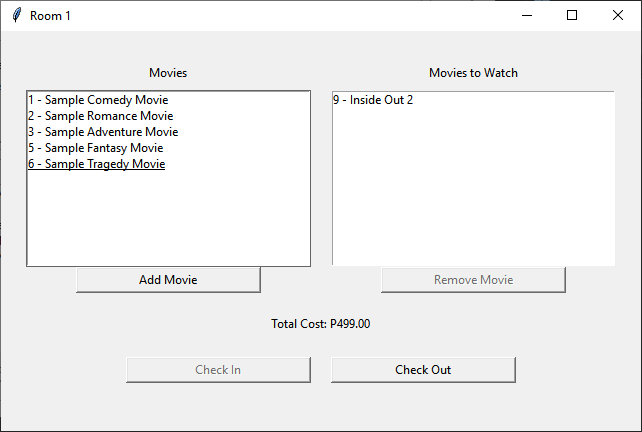 Room 1
Movies
1 - Sample Comedy Movie
2 - Sample Romance Movie
3 - Sample Adventure Movie
5 - Sample Fantasy Movie
6 - Sample Tragedy Movie
Add Movie
Movies to Watch
9 - Inside Out 2
Remove Movie
Total Cost: P499.00
Check In
Check Out